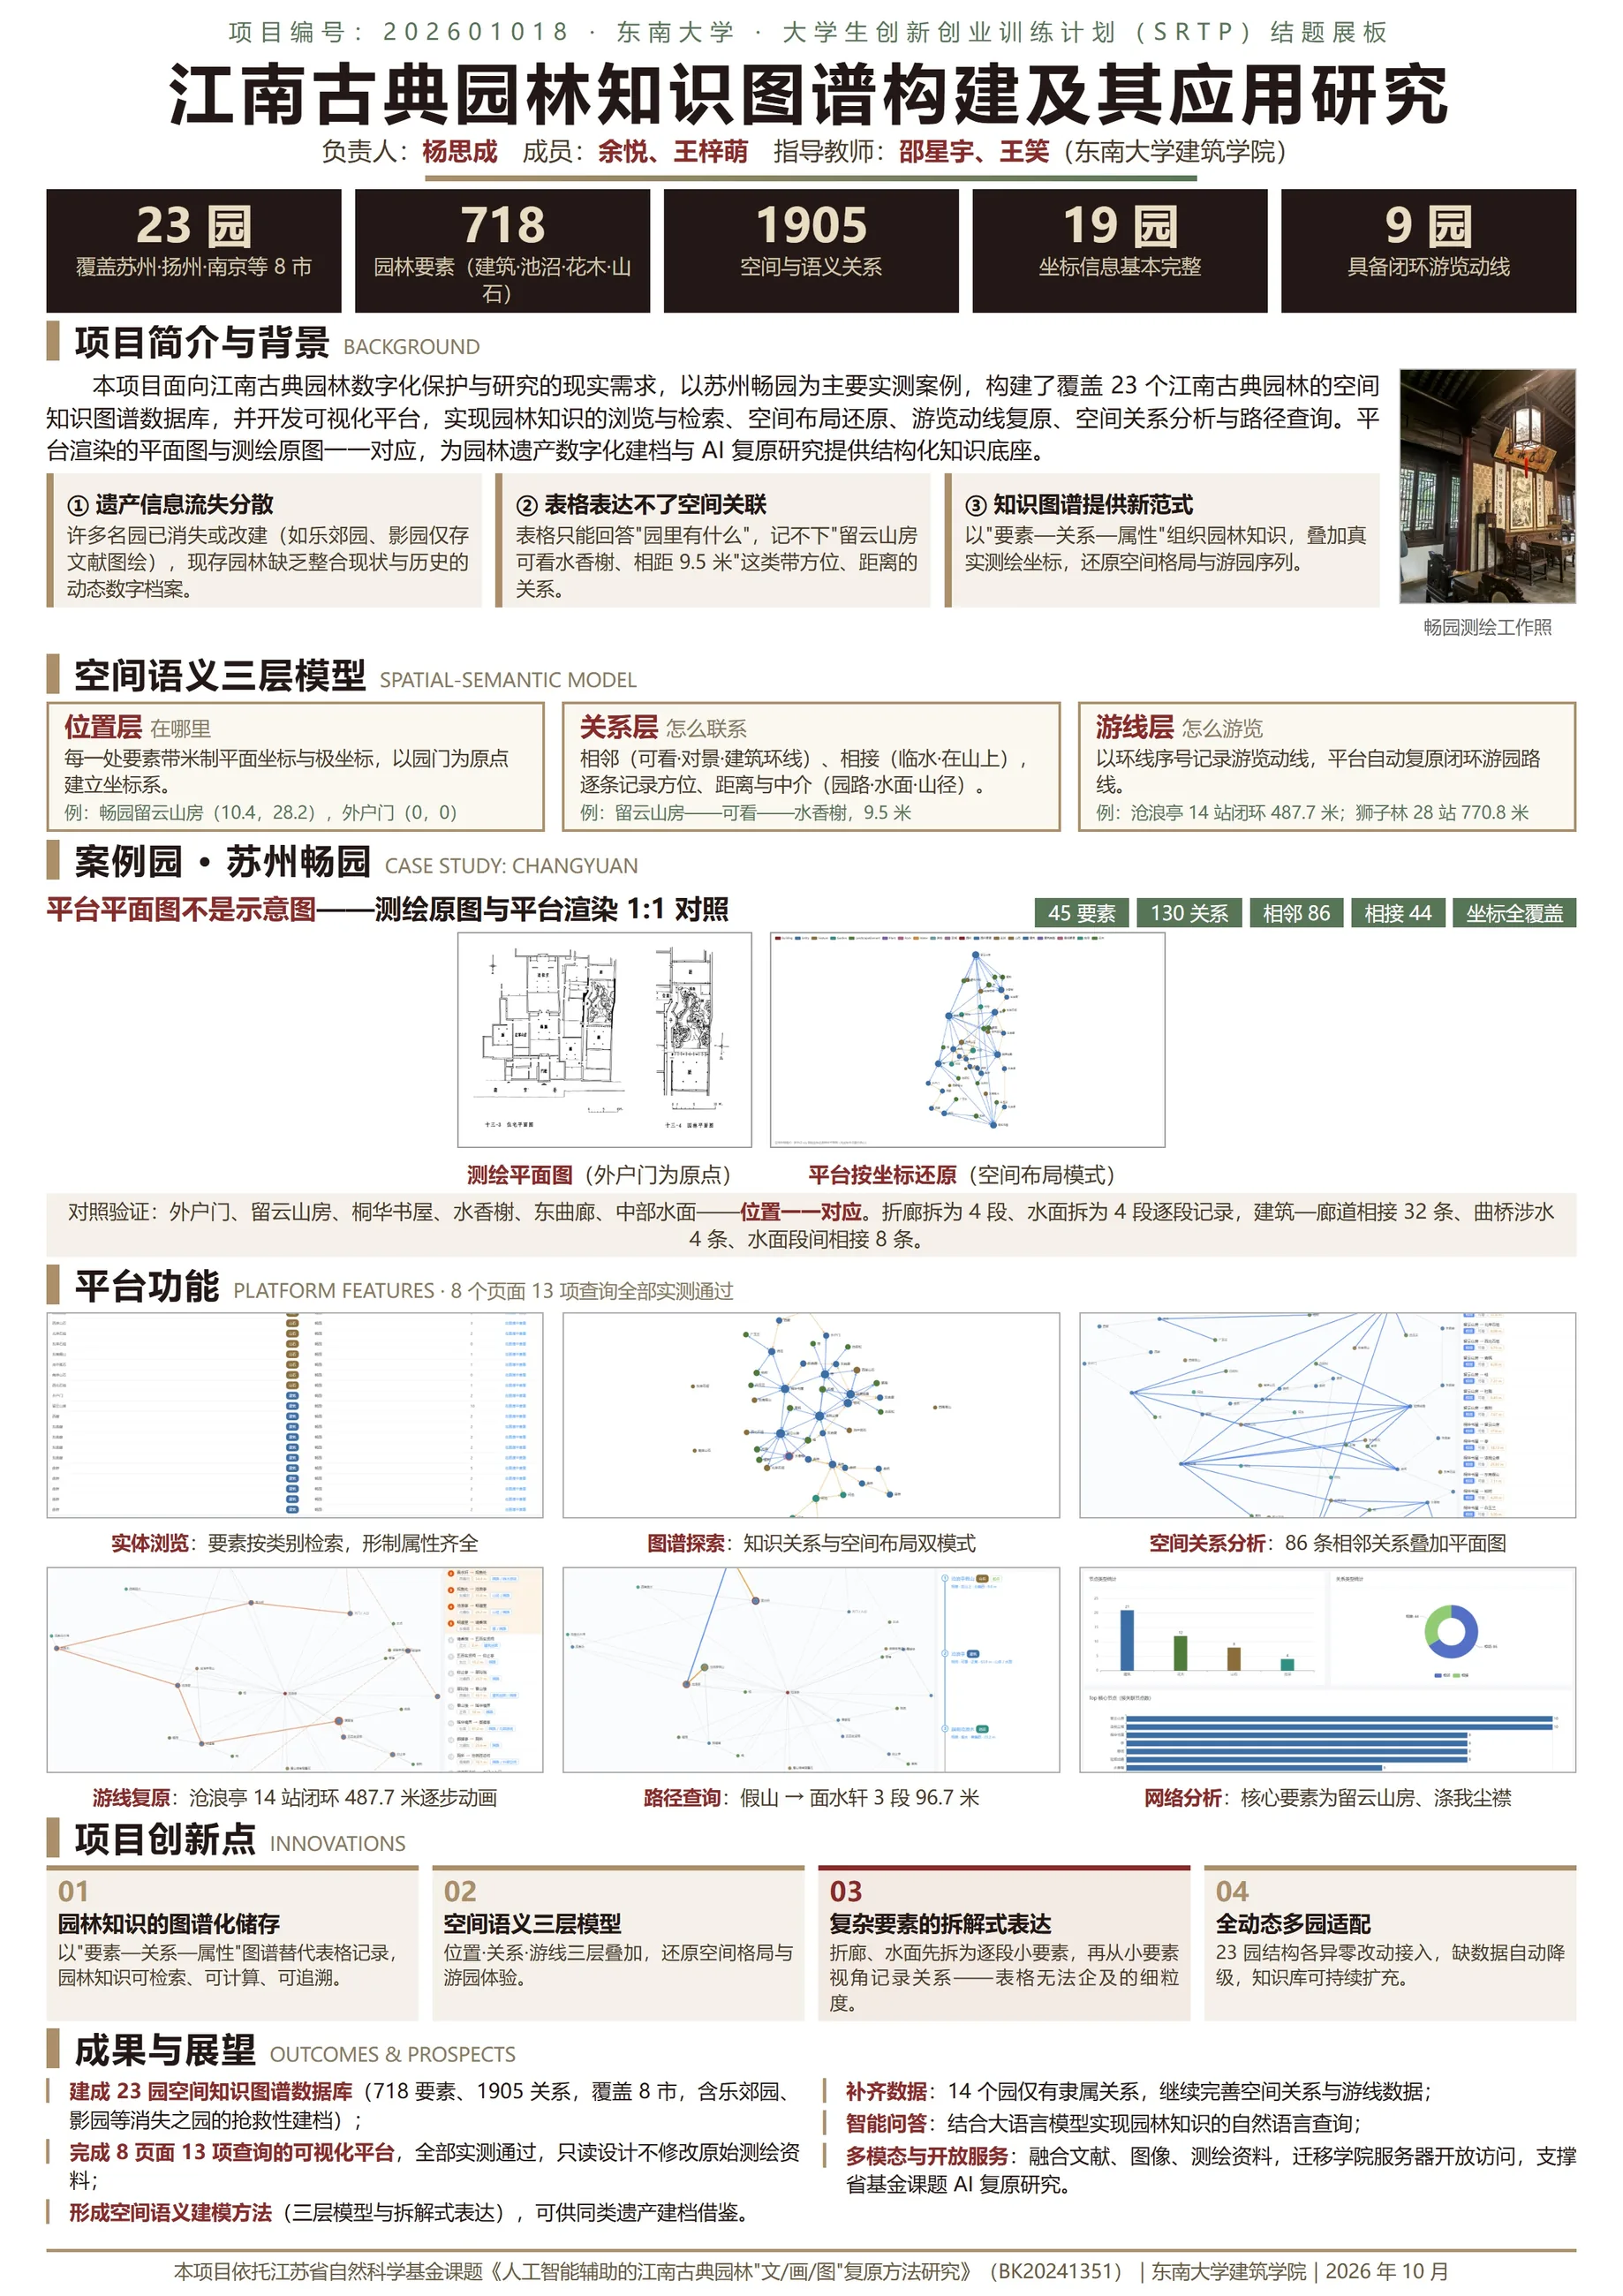 项目编号：202601018 · 东南大学 · 大学生创新创业训练计划（SRTP）结题展板
江南古典园林知识图谱构建及其应用研究
负责人：杨思成 成员：余悦、王梓萌 指导教师：邵星宇、王笑（东南大学建筑学院）
23 园
覆盖苏州·扬州·南京等 8 市
718
园林要素（建筑·池沼·花木·山
石）
1905
空间与语义关系
19 园
坐标信息基本完整
9 园
具备闭环游览动线
项目简介与背景 BACKGROUND
本项目面向江南古典园林数字化保护与研究的现实需求，以苏州畅园为主要实测案例，构建了覆盖 23 个江南古典园林的空间
知识图谱数据库，并开发可视化平台，实现园林知识的浏览与检索、空间布局还原、游览动线复原、空间关系分析与路径查询。平
台渲染的平面图与测绘原图一一对应，为园林遗产数字化建档与 AI 复原研究提供结构化知识底座。
① 遗产信息流失分散
许多名园已消失或改建（如乐郊园、影园仅存
文献图绘），现存园林缺乏整合现状与历史的
动态数字档案。
② 表格表达不了空间关联
表格只能回答"园里有什么"，记不下"留云山房
可看水香榭、相距 9.5 米"这类带方位、距离的
关系。
③ 知识图谱提供新范式
以"要素—关系—属性"组织园林知识，叠加真
实测绘坐标，还原空间格局与游园序列。
畅园测绘工作照
空间语义三层模型 SPATIAL-SEMANTIC MODEL
位置层 在哪里
每一处要素带米制平面坐标与极坐标，以园门为原点
建立坐标系。
例：畅园留云山房（10.4，28.2），外户门（0，0）
关系层 怎么联系
相邻（可看·对景·建筑环线）、相接（临水·在山上），
逐条记录方位、距离与中介（园路·水面·山径）。
例：留云山房——可看——水香榭，9.5 米
游线层 怎么游览
以环线序号记录游览动线，平台自动复原闭环游园路
线。
例：沧浪亭 14 站闭环 487.7 米；狮子林 28 站 770.8 米
案例园 · 苏州畅园 CASE STUDY: CHANGYUAN
平台平面图不是示意图——测绘原图与平台渲染 1:1 对照
45 要素 130 关系 相邻 86 相接 44 坐标全覆盖
十三-3 住宅平面图
十三-4 园林平面图
测绘平面图（外户门为原点）
平台按坐标还原（空间布局模式）
对照验证：外户门、留云山房、桐华书屋、水香榭、东曲廊、中部水面——位置一一对应。折廊拆为 4 段、水面拆为 4 段逐段记录，建筑—廊道相接 32 条、曲桥涉水
4 条、水面段间相接 8 条。
平台功能 PLATFORM FEATURES · 8 个页面 13 项查询全部实测通过
实体浏览：要素按类别检索，形制属性齐全
图谱探索：知识关系与空间布局双模式
空间关系分析：86 条相邻关系叠加平面图
节点类型统计
关系类型统计
Top 核心节点（按关联节点数）
游线复原：沧浪亭 14 站闭环 487.7 米逐步动画
路径查询：假山 → 面水轩 3 段 96.7 米
网络分析：核心要素为留云山房、涤我尘襟
项目创新点 INNOVATIONS
01
园林知识的图谱化储存
以"要素—关系—属性"图谱替代表格记录，
园林知识可检索、可计算、可追溯。
02
空间语义三层模型
位置·关系·游线三层叠加，还原空间格局与
游园体验。
03
复杂要素的拆解式表达
折廊、水面先拆为逐段小要素，再从小要素
视角记录关系——表格无法企及的细粒
度。
04
全动态多园适配
23 园结构各异零改动接入，缺数据自动降
级，知识库可持续扩充。
成果与展望 OUTCOMES & PROSPECTS
建成 23 园空间知识图谱数据库（718 要素、1905 关系，覆盖 8 市，含乐郊园、
影园等消失之园的抢救性建档）；
完成 8 页面 13 项查询的可视化平台，全部实测通过，只读设计不修改原始测绘资
料；
形成空间语义建模方法（三层模型与拆解式表达），可供同类遗产建档借鉴。
补齐数据：14 个园仅有隶属关系，继续完善空间关系与游线数据；
智能问答：结合大语言模型实现园林知识的自然语言查询；
多模态与开放服务：融合文献、图像、测绘资料，迁移学院服务器开放访问，支撑
省基金课题 AI 复原研究。
本项目依托江苏省自然科学基金课题《人工智能辅助的江南古典园林"文/画/图"复原方法研究》（BK20241351）｜东南大学建筑学院｜2026 年 10 月